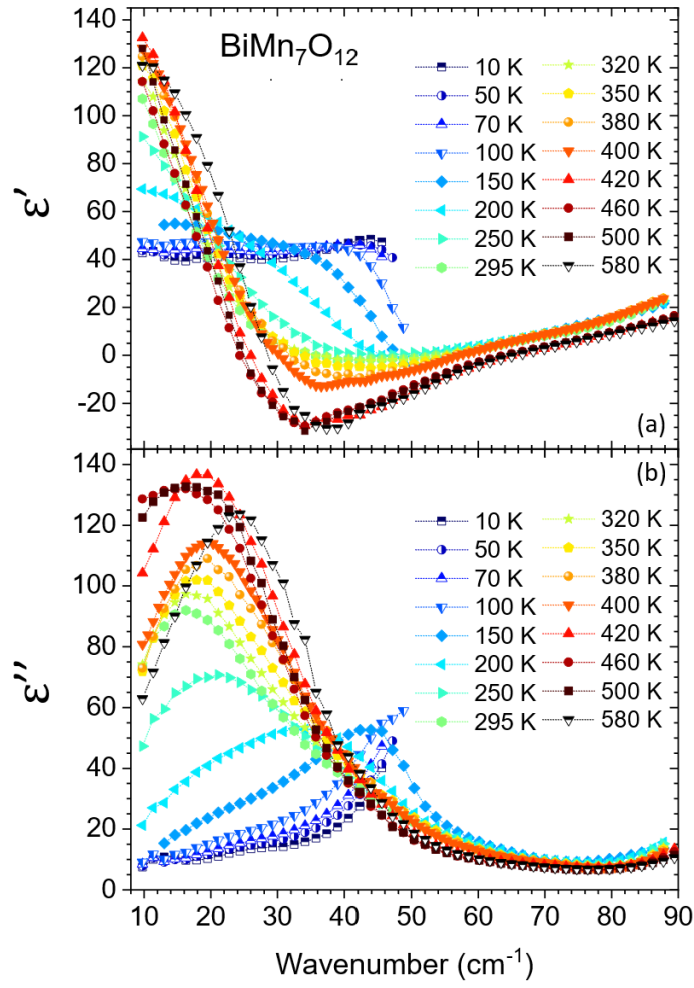 BiMn₇O₁₂
140
120
100
80
60
40
20
0
-20
ε′
10 K
50 K
70 K
100 K
150 K
200 K
250 K
295 K
320 K
350 K
380 K
400 K
420 K
460 K
500 K
580 K
(a)
(b)
140
120
100
80
60
40
20
0
ε″
10 K
50 K
70 K
100 K
150 K
200 K
250 K
295 K
320 K
350 K
380 K
400 K
420 K
460 K
500 K
580 K
10 20 30 40 50 60 70 80 90
Wavenumber (cm⁻¹)